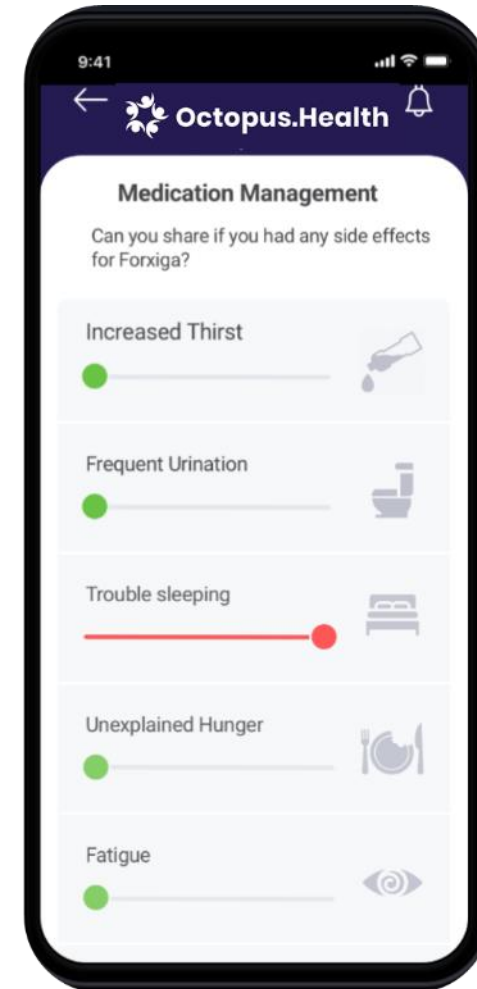 9:41
Octopus.Health
Medication Management
Can you share if you had any side effects
for Forxiga?
Increased Thirst
Frequent Urination
Trouble sleeping
Unexplained Hunger
Fatigue